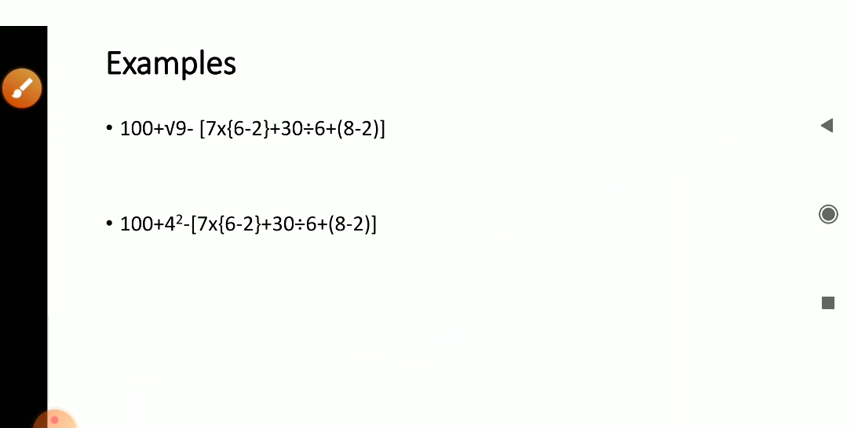 Examples
• 100+√9- [7x{6-2}+30÷6+(8-2)]
• 100+4²-[7x{6-2}+30÷6+(8-2)]